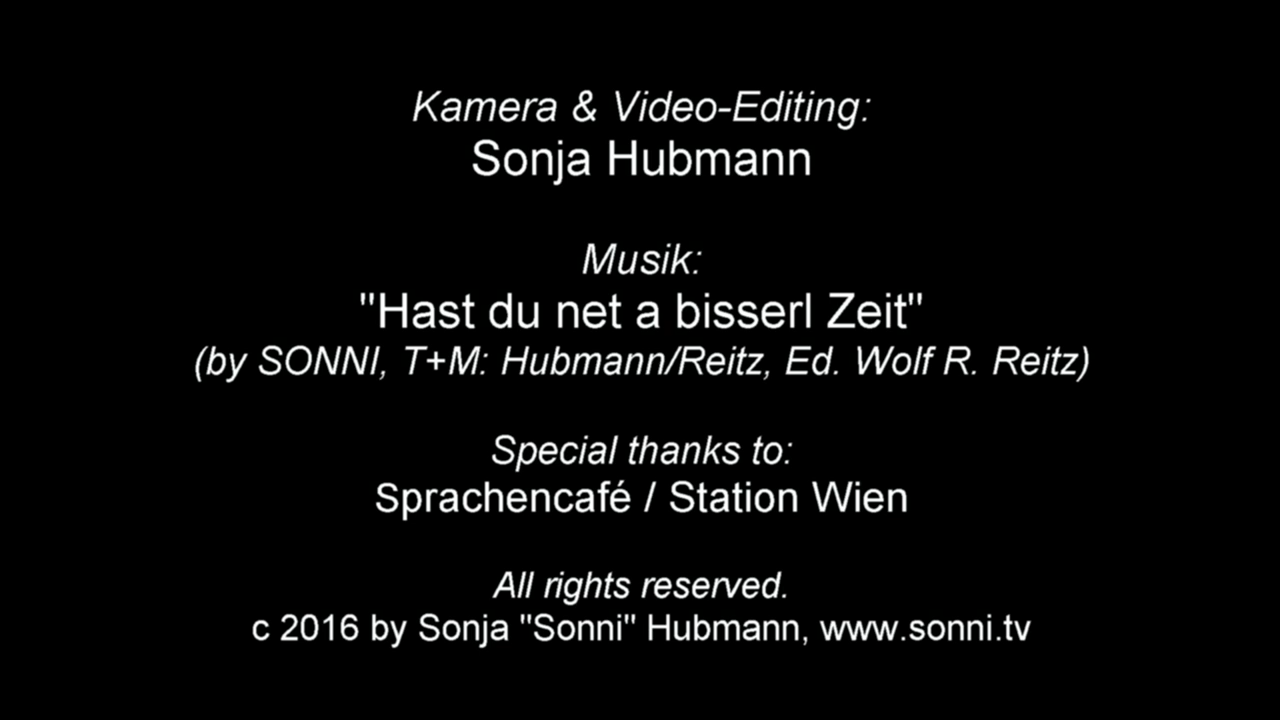 Kamera & Video-Editing:
Sonja Hubmann
Musik:
"Hast du net a bisserl Zeit"
(by SONNI, T+M: Hubmann/Reitz, Ed. Wolf R. Reitz)
Special thanks to:
Sprachencafé / Station Wien
All rights reserved.
c 2016 by Sonja "Sonni" Hubmann, www.sonni.tv